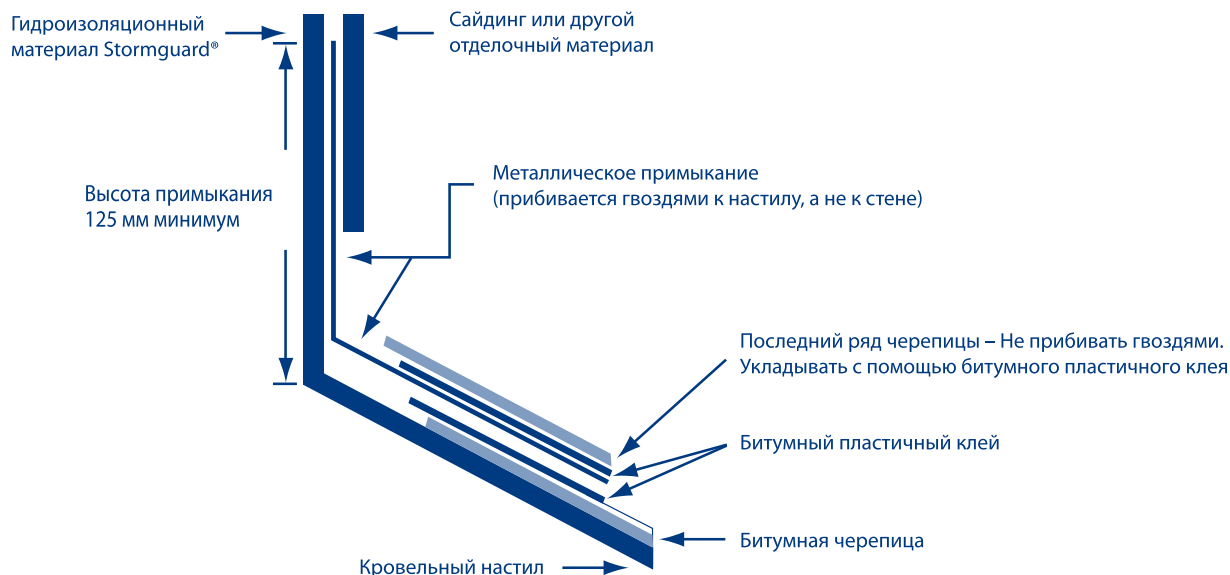 Гидроизоляционный
материал Stormguard®
Сайдинг или другой
отделочный материал
Высота примыкания
125 мм минимум
Металлическое примыкание
(прибивается гвоздями к настилу, а не к стене)
Последний ряд черепицы – Не прибивать гвоздями.
Укладывать с помощью битумного пластичного клея
Битумный пластичный клей
Битумная черепица
Кровельный настил